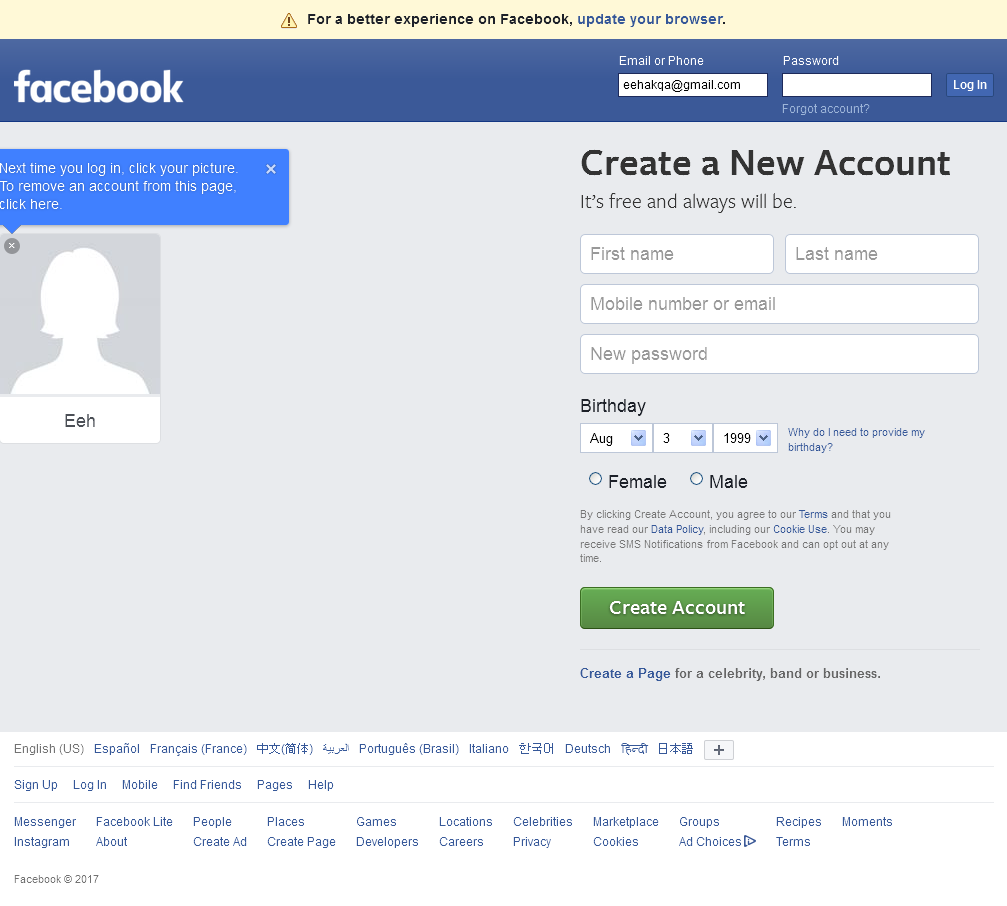 For a better experience on Facebook, update your browser.
facebook
Email or Phone
Password
eehakqa@gmail.com
Log In
Forgot account?
Next time you log in, click your picture.
To remove an account from this page,
click here.
Eeh
Create a New Account
It's free and always will be.
First name
Last name
Mobile number or email
New password
Birthday
Aug 3 1999
Why do I need to provide my
birthday?
Female Male
By clicking Create Account, you agree to our Terms and that you
have read our Data Policy, including our Cookie Use. You may
receive SMS Notifications from Facebook and can opt out at any
time.
Create Account
Create a Page for a celebrity, band or business.
English (US) Español Français (France) 中文(简体) العربية Português (Brasil) Italiano 한국어 Deutsch हिन्दी 日本語 +
Sign Up Log In Mobile Find Friends Pages Help
Messenger Facebook Lite People Places Games Locations Celebrities Marketplace Groups Recipes Moments
Instagram About Create Ad Create Page Developers Careers Privacy Cookies Ad Choices Terms
Facebook © 2017